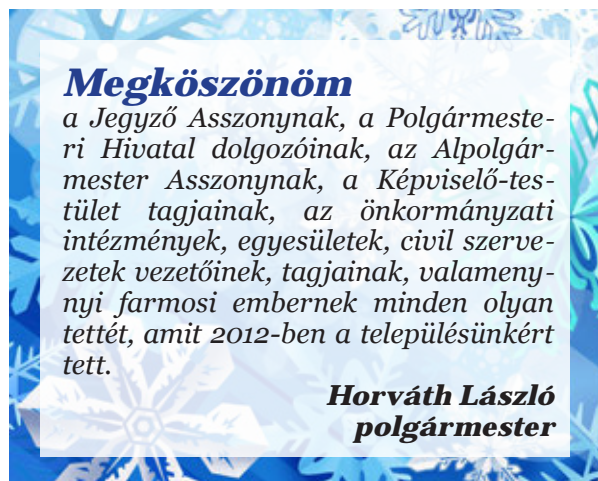 Megköszönöm
a Jegyző Asszonynak, a Polgármeste-
ri Hivatal dolgozóinak, az Alpolgár-
mester Asszonynak, a Képviselő-tes-
tület tagjainak, az önkormányzati
intézmények, egyesületek, civil szerve-
zetek vezetőinek, tagjainak, valameny-
nyi farmosi embernek minden olyan
tettét, amit 2012-ben a településünkért
tett.
Horváth László
polgármester